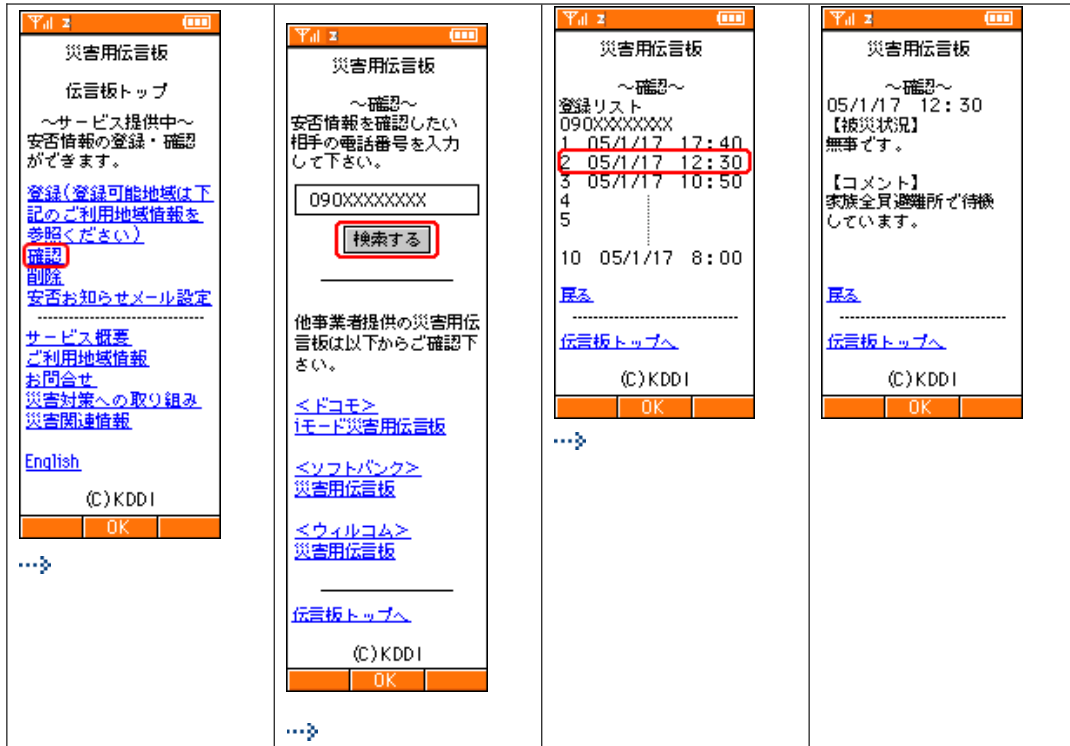 災害用伝言板
伝言板トップ
～サービス提供中～
安否情報の登録・確認
ができます。
登録(登録可能地域は下
記のご利用地域情報を
参照ください)
確認
削除
安否お知らせメール設定
サービス概要
ご利用地域情報
お問合せ
災害対策への取り組み
災害関連情報
English
(C)KDDI
OK
災害用伝言板
～確認～
安否情報を確認したい
相手の電話番号を入力
して下さい。
090XXXXXXXX
検索する
他事業者提供の災害用伝
言板は以下からご確認下
さい。
<ドコモ>
iモード災害用伝言板
<ソフトバンク>
災害用伝言板
<ウィルコム>
災害用伝言板
伝言板トップへ
(C)KDDI
OK
災害用伝言板
～確認～
登録リスト
090XXXXXXXX
1 05/1/17 17:40
2 05/1/17 12:30
3 05/1/17 10:50
4
5
10 05/1/17 8:00
戻る
伝言板トップへ
(C)KDDI
OK
災害用伝言板
～確認～
05/1/17 12:30
【被災状況】
無事です。
【コメント】
家族全員避難所で待機
しています。
戻る
伝言板トップへ
(C)KDDI
OK